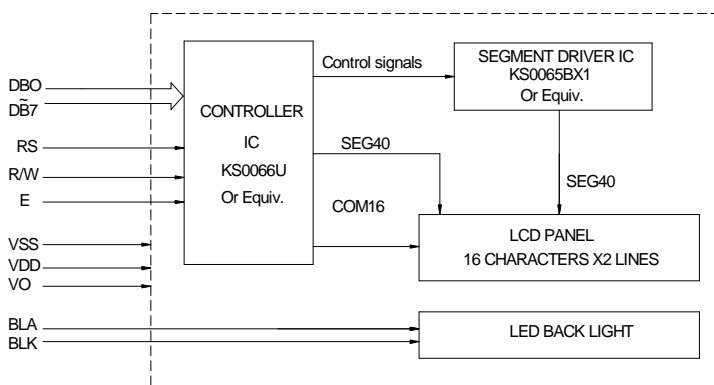 DBO
~
DB7
RS
R/W
E
VSS
VDD
VO
BLA
BLK
CONTROLLER
IC
KS0066U
Or Equiv.
Control signals
SEG40
COM16
SEGMENT DRIVER IC
KS0065BX1
Or Equiv.
SEG40
LCD PANEL
16 CHARACTERS X2 LINES
LED BACK LIGHT